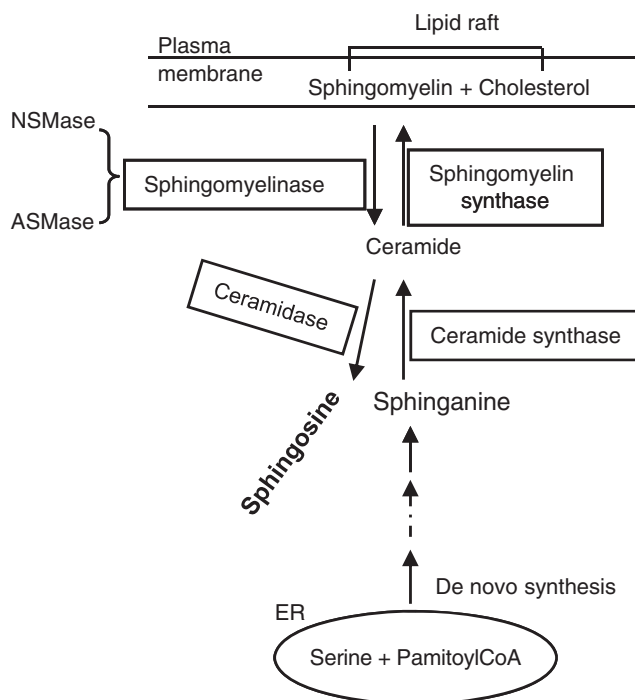 Lipid raft
Plasma
membrane
Sphingomyelin + Cholesterol
NSMase
ASMase
Sphingomyelinase
Sphingomyelin
synthase
Ceramide
Ceramidase
Ceramide synthase
Sphingosine
Sphinganine
De novo synthesis
ER
Serine + PamitoylCoA